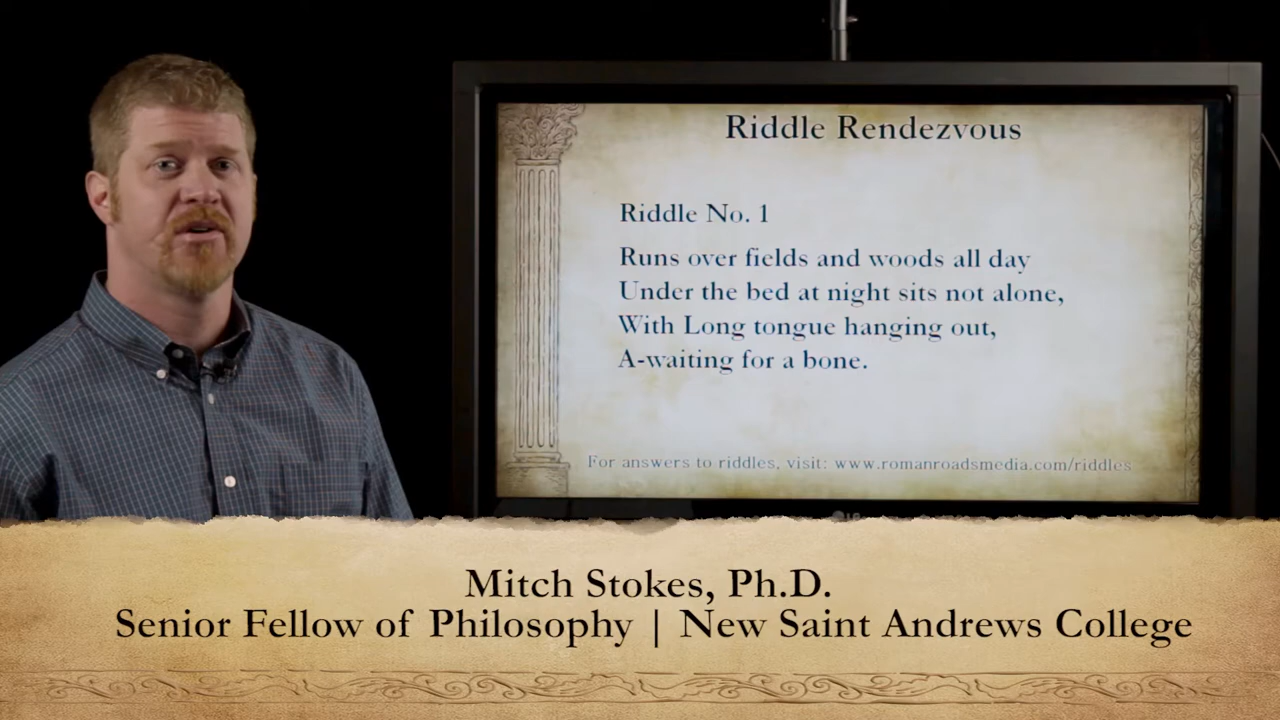 Riddle Rendezvous
Riddle No. 1
Runs over fields and woods all day
Under the bed at night sits not alone,
With Long tongue hanging out,
A-waiting for a bone.
For answers to riddles, visit: www.romanroadsmedia.com/riddles
LG
Mitch Stokes, Ph.D.
Senior Fellow of Philosophy | New Saint Andrews College